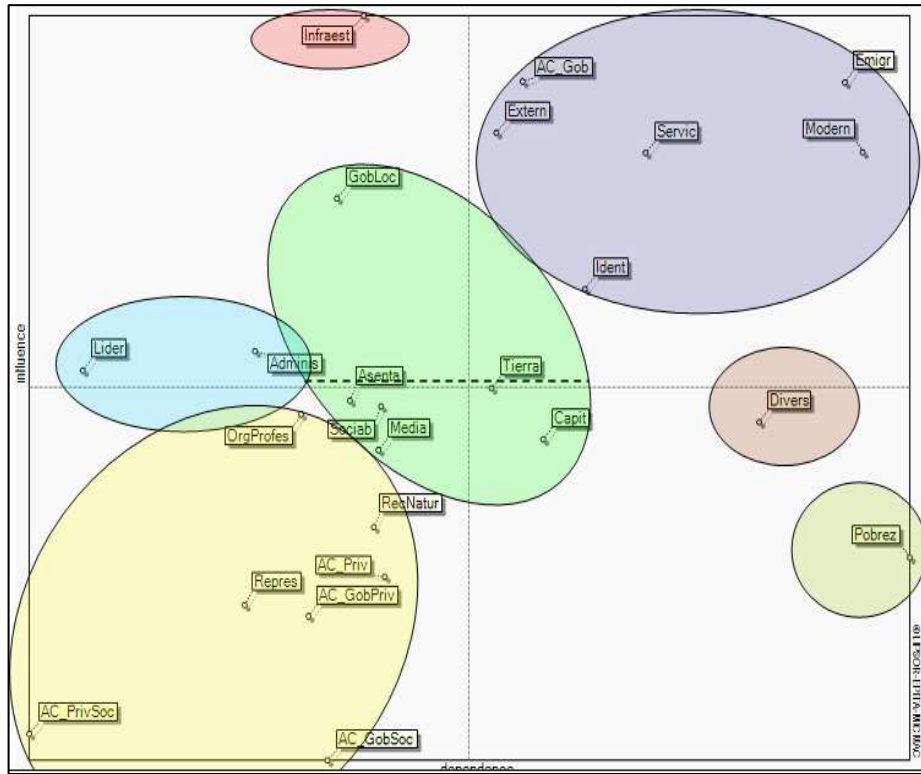 Infraest
AC_Gob
Emigr
Extern
Servic
Modern
GobLoc
Ident
influence
Lider
Adminis
Asenta
Tierra
Divers
OrgProfes
Sociab
Media
Capit
RecNatur
Pobrez
AC_Priv
Repres
AC_GobPriv
AC_PrivSoc
AC_GobSoc
dependence
©LIPSOR-EPITA-MICMAC